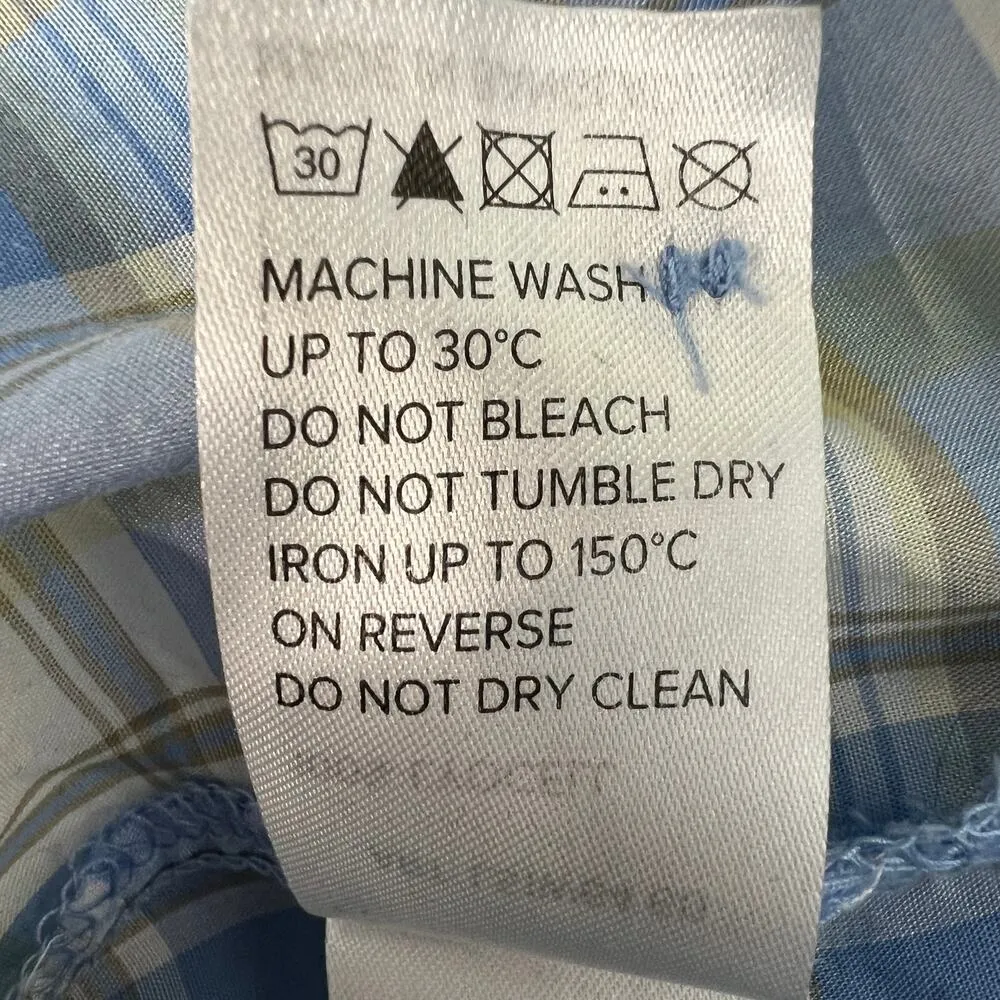 30
MACHINE WASH
UP TO 30°C
DO NOT BLEACH
DO NOT TUMBLE DRY
IRON UP TO 150°C
ON REVERSE
DO NOT DRY CLEAN